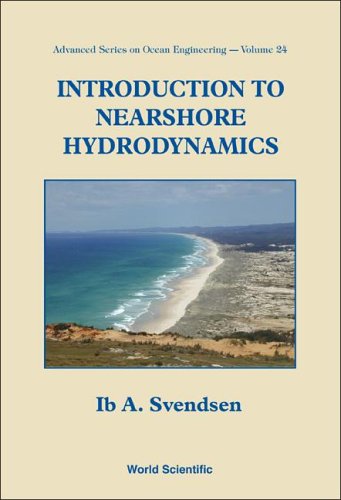 Advanced Series on Ocean Engineering — Volume 24
INTRODUCTION TO
NEARSHORE
HYDRODYNAMICS
Ib A. Svendsen
World Scientific